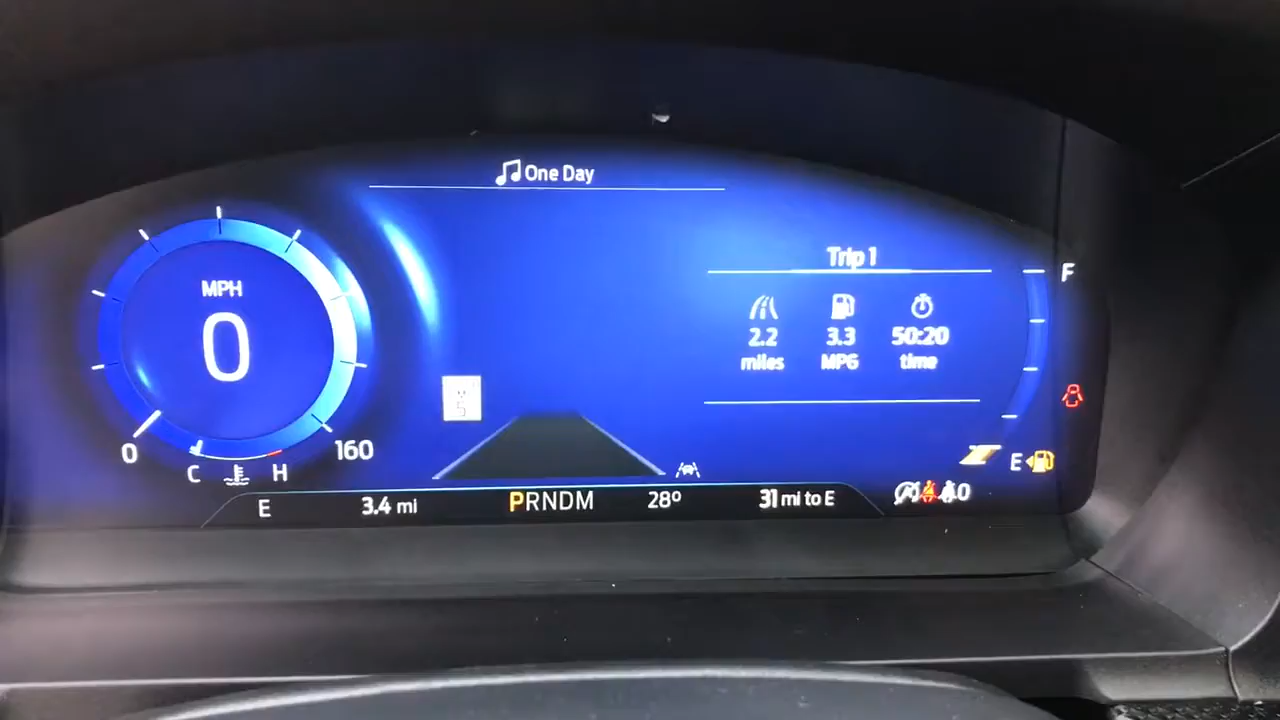 One Day
MPH
0
0
160
C
H
Trip 1
2.2
miles
3.3
MPG
50:20
time
F
E
E
3.4 mi
PRNDM
28º
31 mi to E